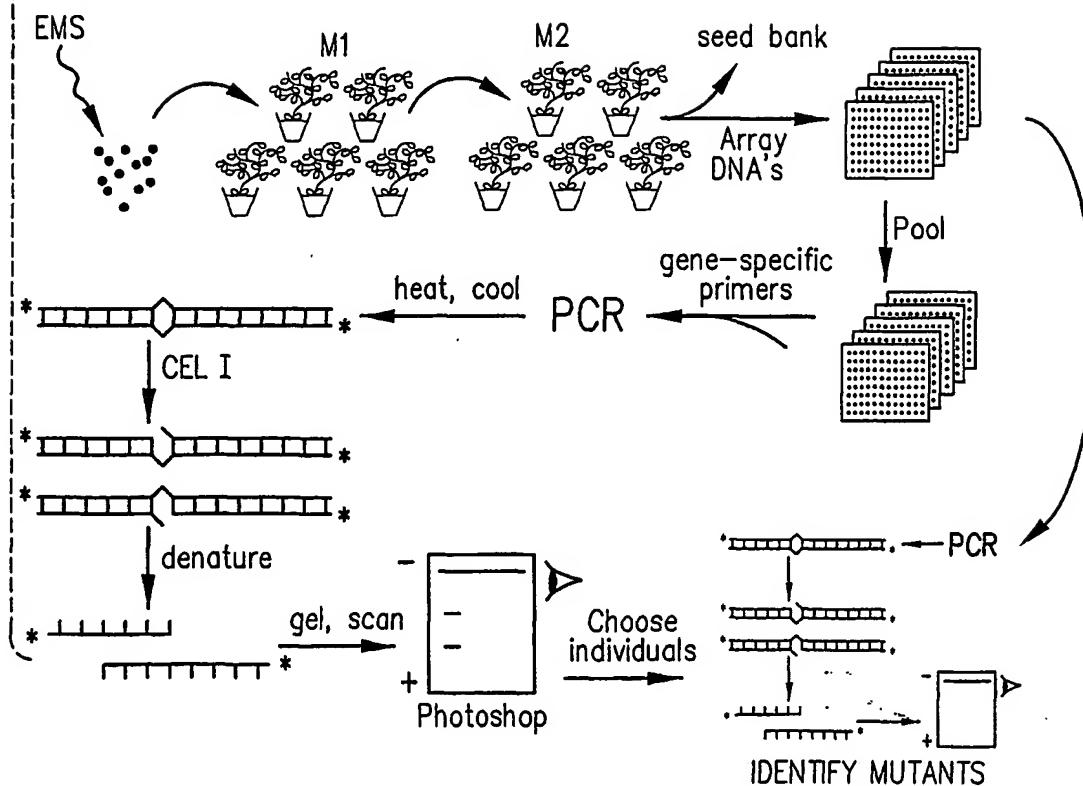 EMS
M1
M2
seed bank
Array
DNA's
Pool
gene-specific
primers
PCR
heat, cool
*
*
CEL I
*
*
*
*
denature
*
*
gel, scan
-
+
Photoshop
Choose
individuals
PCR
*
*
*
*
*
*
*
*
-
+
IDENTIFY MUTANTS